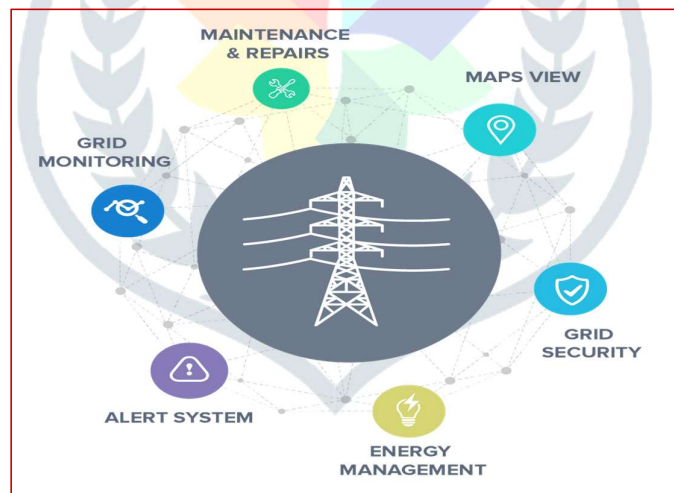 MAINTENANCE
& REPAIRS
MAPS VIEW
GRID
MONITORING
GRID
SECURITY
ALERT SYSTEM
ENERGY
MANAGEMENT